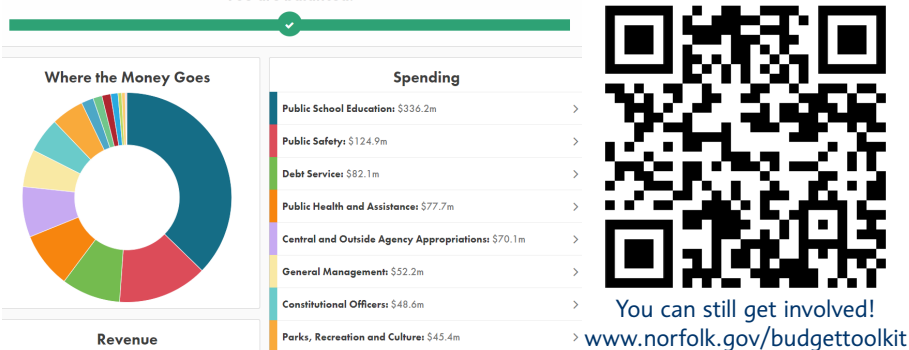 Where the Money Goes
Spending
Public School Education: $336.2m
Public Safety: $124.9m
Debt Service: $82.1m
Public Health and Assistance: $77.7m
Central and Outside Agency Appropriations: $70.1m
General Management: $52.2m
Constitutional Officers: $48.6m
Parks, Recreation and Culture: $45.4m
Revenue
You can still get involved!
www.norfolk.gov/budgettoolkit